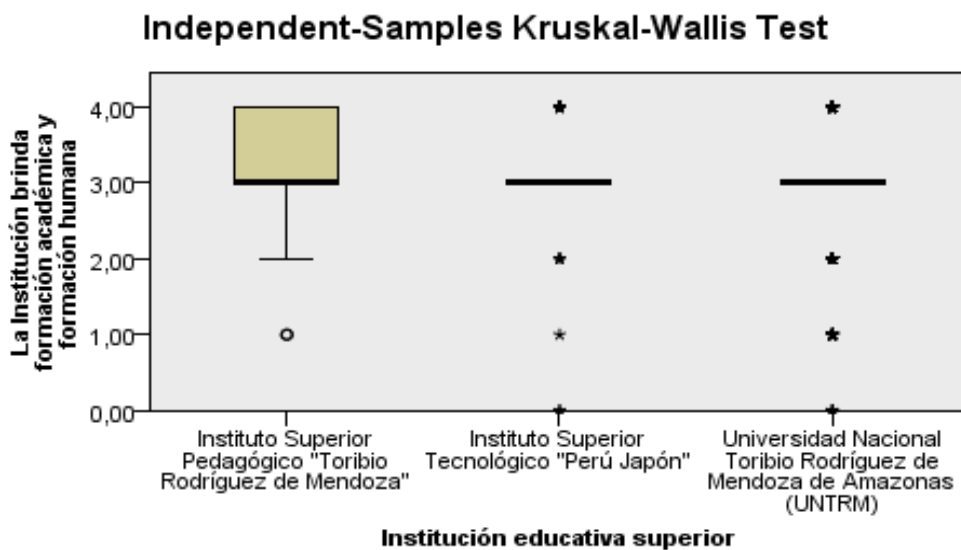 Independent-Samples Kruskal-Wallis Test
La Institución brinda
formación académica y
formación humana
4,00
3,00
2,00
1,00
0,00
Instituto Superior
Pedagógico "Toribio
Rodríguez de Mendoza"
Instituto Superior
Tecnológico "Perú Japón"
Universidad Nacional
Toribio Rodríguez de
Mendoza de Amazonas
(UNTRM)
Institución educativa superior